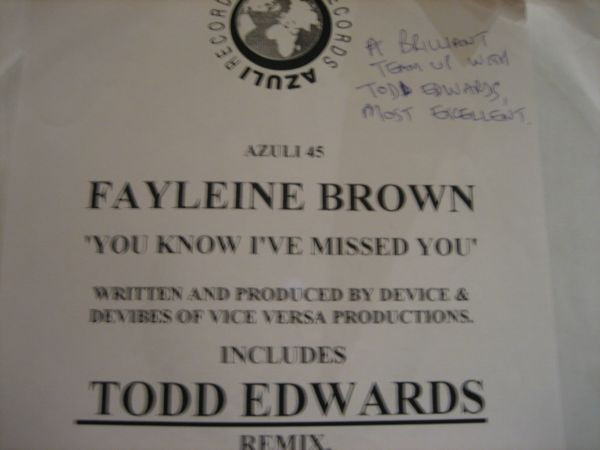 AZULI RECORDS RECORDS
A BRILLIANT
TEAM UP WITH
TODD EDWARDS,
MOST EXCELLENT.
AZULI 45
FAYLEINE BROWN
'YOU KNOW I'VE MISSED YOU'
WRITTEN AND PRODUCED BY DEVICE &
DEVIBES OF VICE VERSA PRODUCTIONS.
INCLUDES
TODD EDWARDS
REMIX.